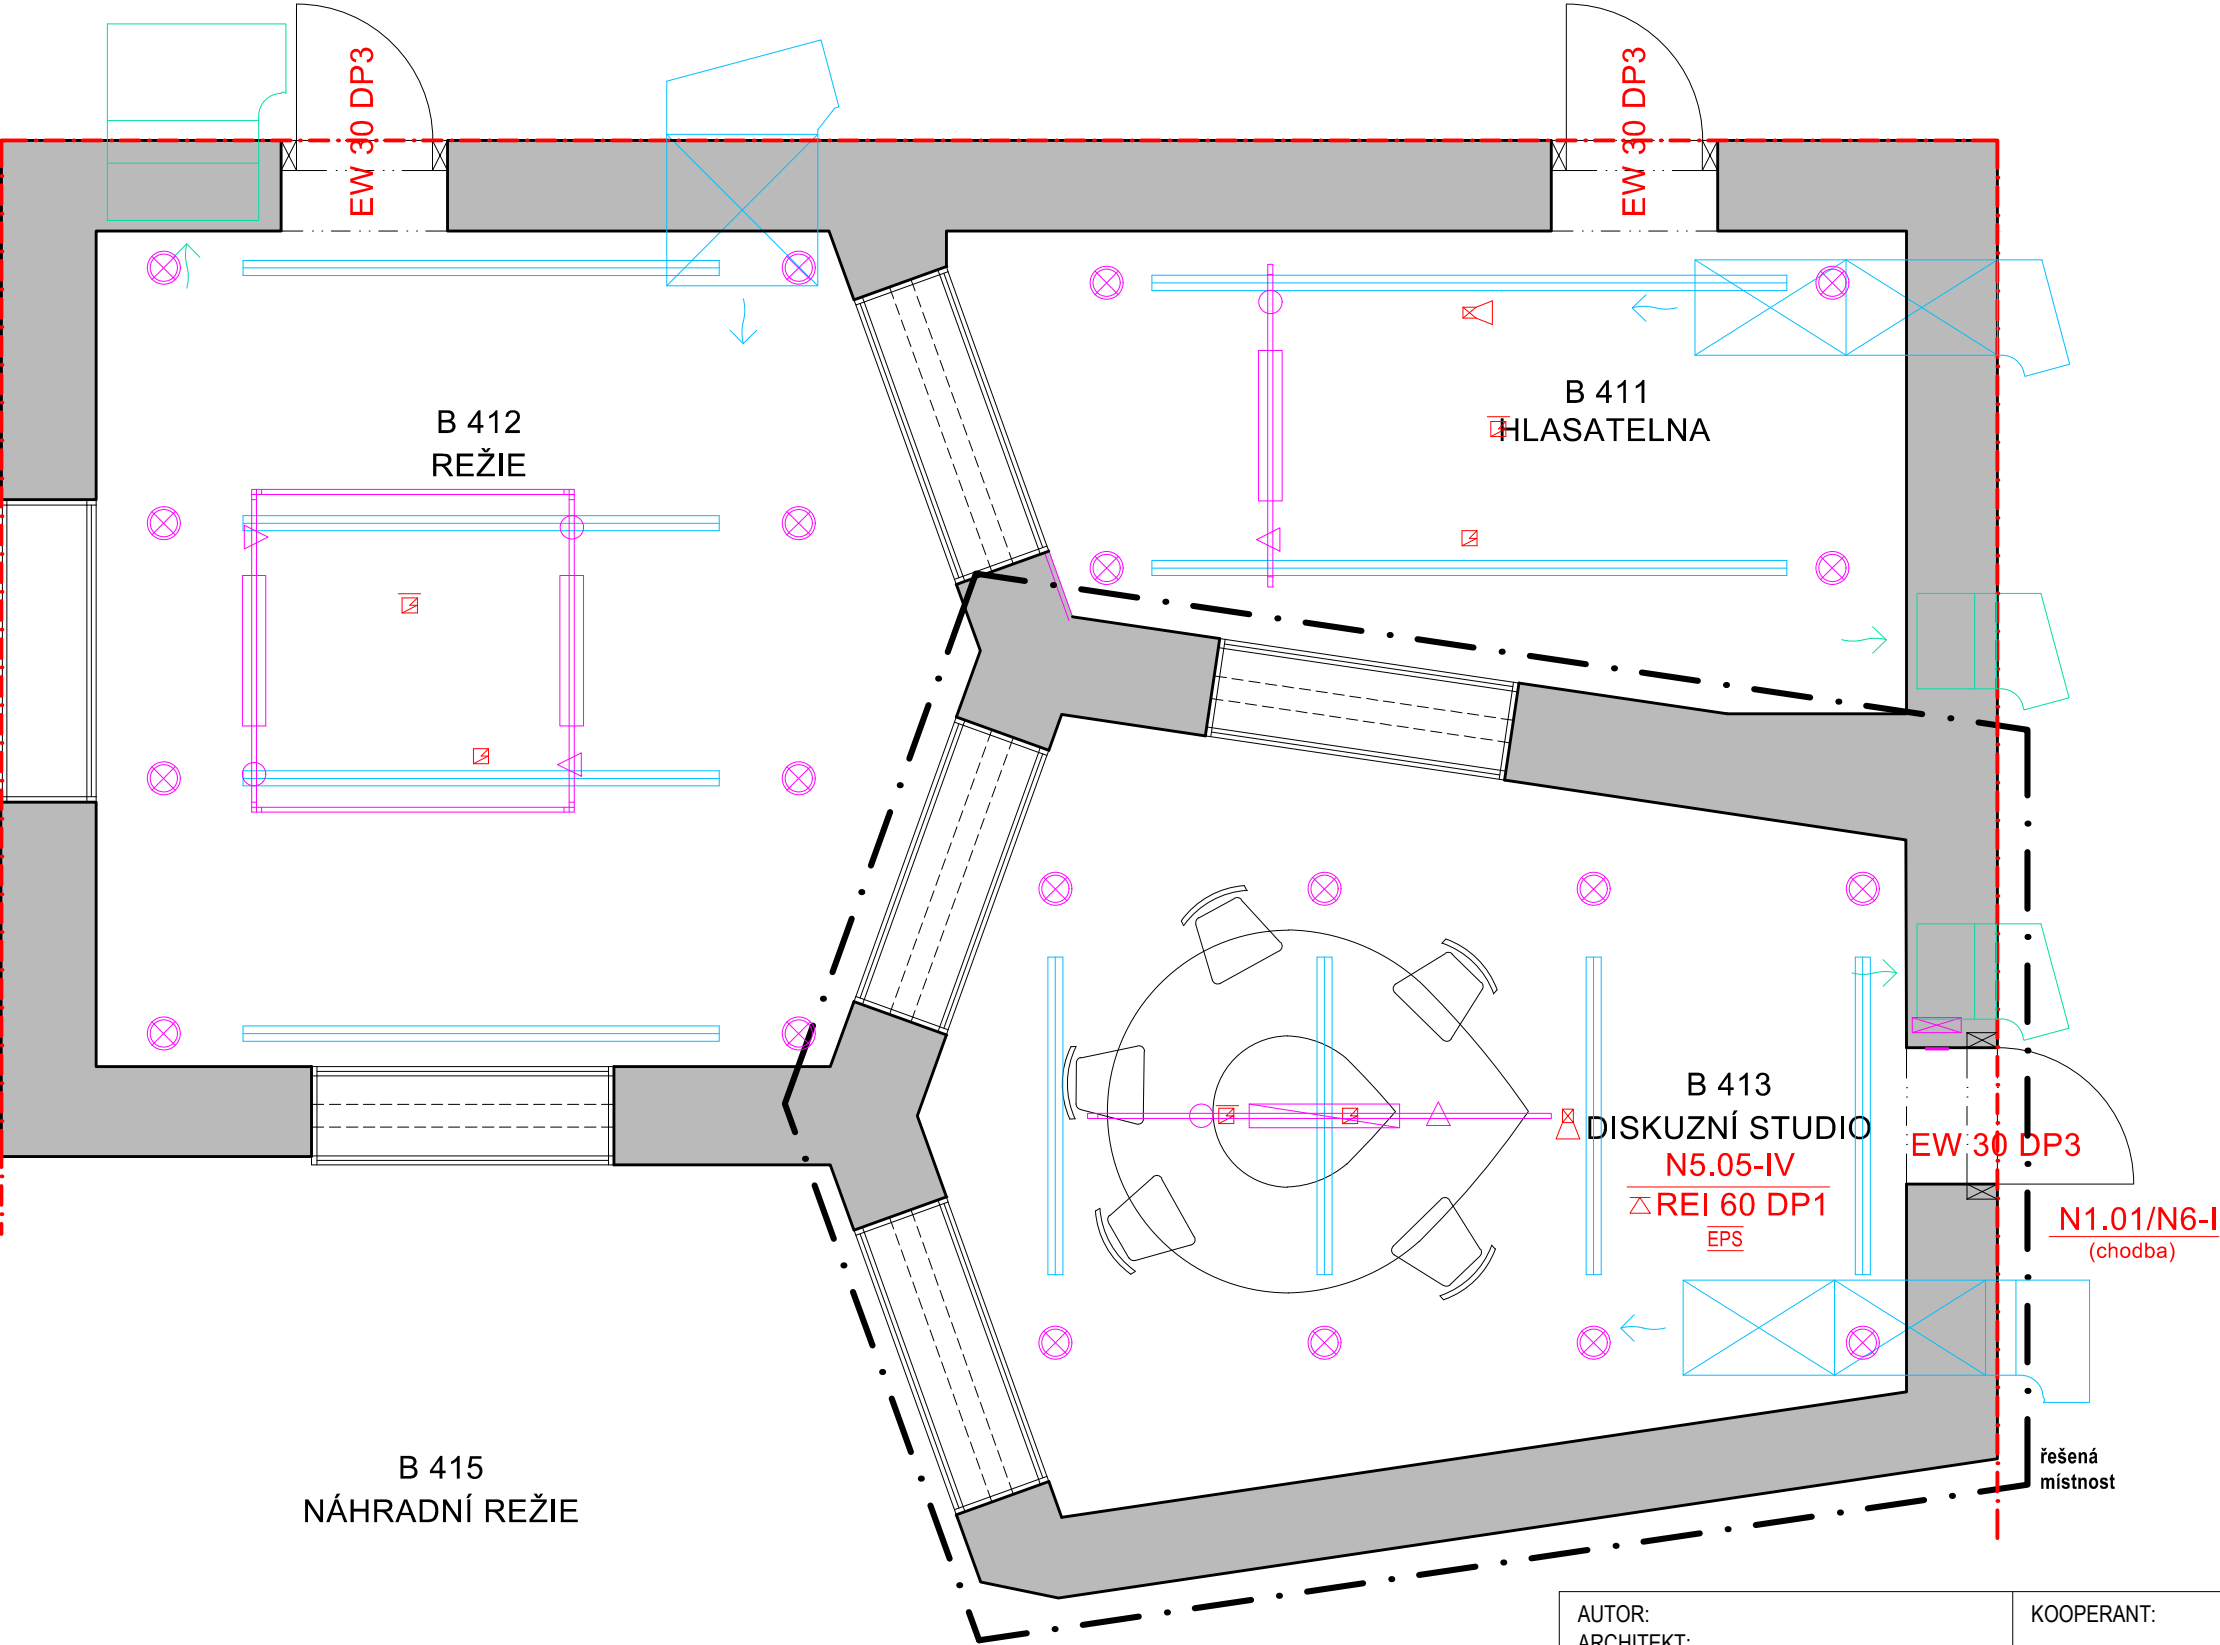 EW 30 DP3
EW 30 DP3
B 412
REŽIE
B 411
HLASATELNA
B 413
DISKUZNÍ STUDIO
N5.05-IV
REI 60 DP1
EPS
EW 30 DP3
N1.01/N6-I
(chodba)
B 415
NÁHRADNÍ REŽIE
řešená
místnost
AUTOR:
KOOPERANT:
ARCHITEKT: